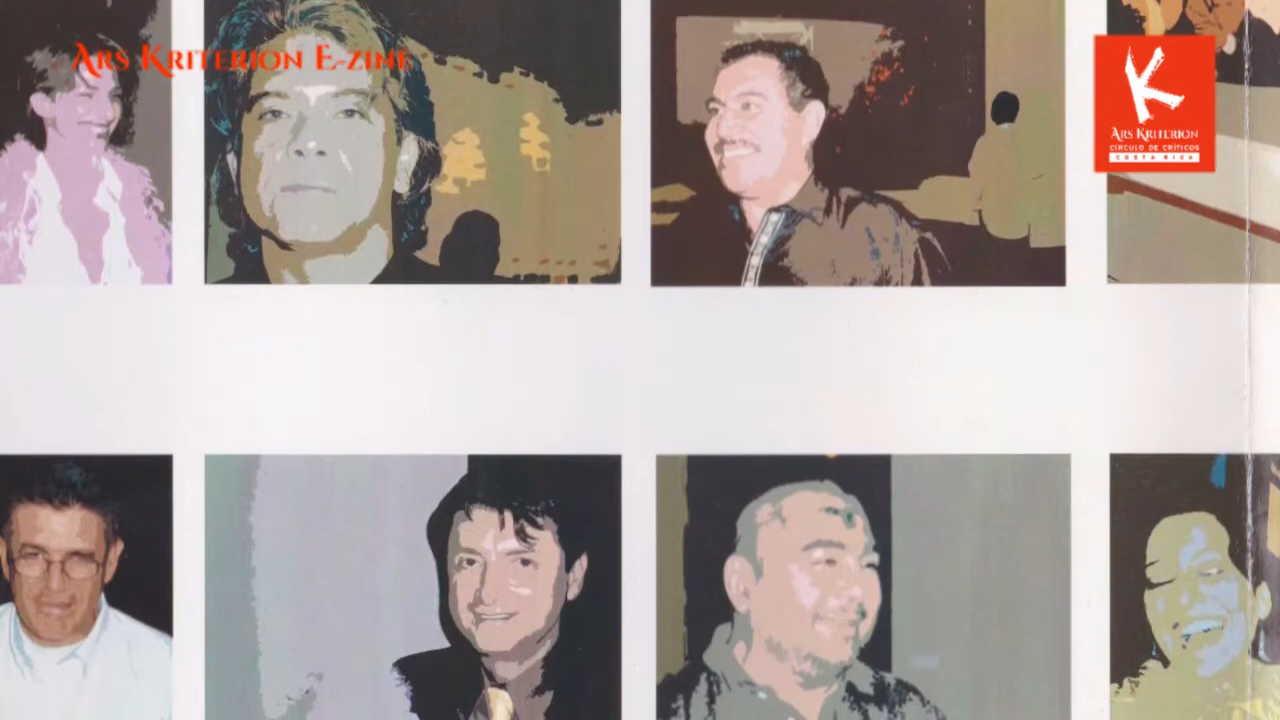 Ars Kriterion E-zine
K
Ars Kriterion
CÍRCULO DE CRÍTICOS
COSTA RICA